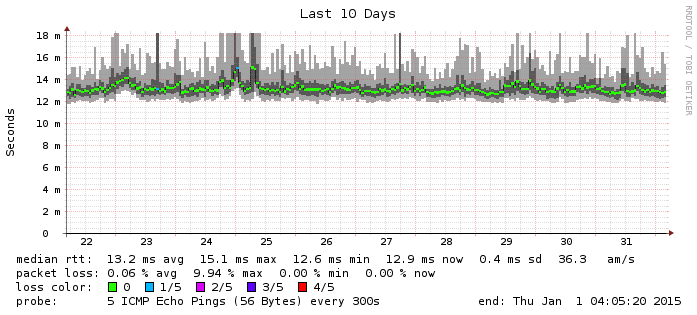 Last 10 Days
RRDTOOL / TOBI OETIKER
Seconds
18 m
16 m
14 m
12 m
10 m
8 m
6 m
4 m
2 m
0
22 23 24 25 26 27 28 29 30 31
median rtt: 13.2 ms avg 15.1 ms max 12.6 ms min 12.9 ms now 0.4 ms sd 36.3 am/s
packet loss: 0.06 % avg 9.94 % max 0.00 % min 0.00 % now
loss color: 0 1/5 2/5 3/5 4/5
probe: 5 ICMP Echo Pings (56 Bytes) every 300s end: Thu Jan 1 04:05:20 2015